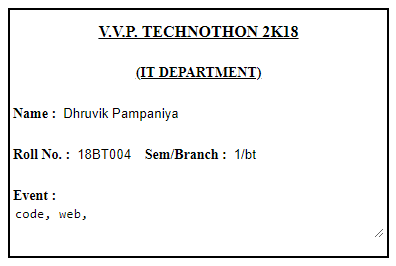 V.V.P. TECHNOTHON 2K18
(IT DEPARTMENT)
Name : Dhruvik Pampaniya
Roll No. : 18BT004 Sem/Branch : 1/bt
Event :
code, web,